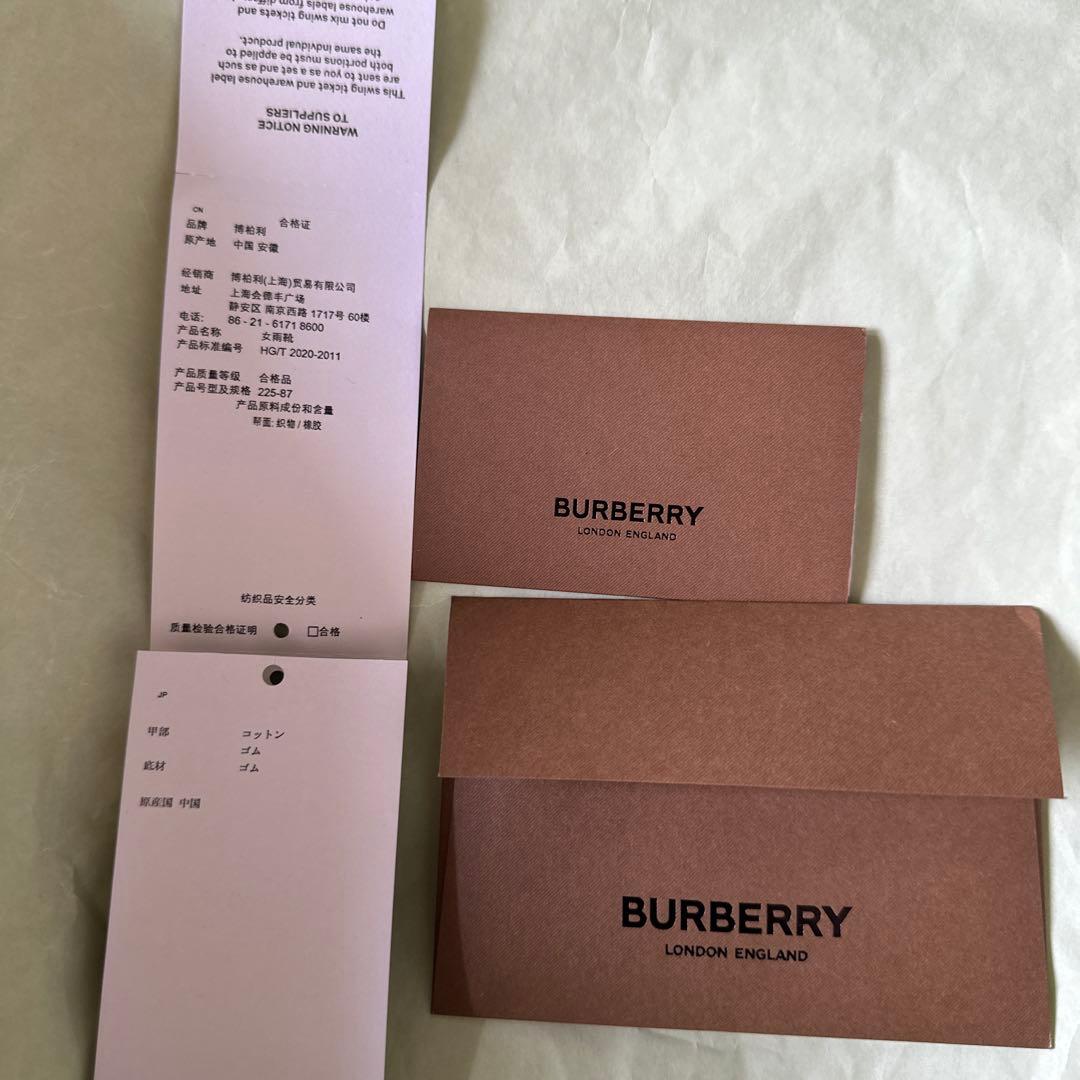 WARNING NOTICE
TO SUPPLIERS
This swing ticket and warehouse label
are sent to you as a set and as such
both portions must be applied to
the same individual product.
Do not mix swing tickets and
warehouse labels from
CN
合格证
品牌 博柏利
原产地 中国 安徽
经销商 博柏利(上海)贸易有限公司
地址 上海会德丰广场
静安区 南京西路 1717号 60楼
电话: 86 - 21 - 6171 8600
产品名称 女雨靴
产品标准编号 HG/T 2020-2011
产品质量等级 合格品
产品号型及规格 225-87
产品原料成份和含量
帮面: 织物 / 橡胶
纺织品安全分类
质量检验合格证明 □合格
JP
甲部 コットン
ゴム
底材 ゴム
原産国 中国
BURBERRY
LONDON ENGLAND
BURBERRY
LONDON ENGLAND